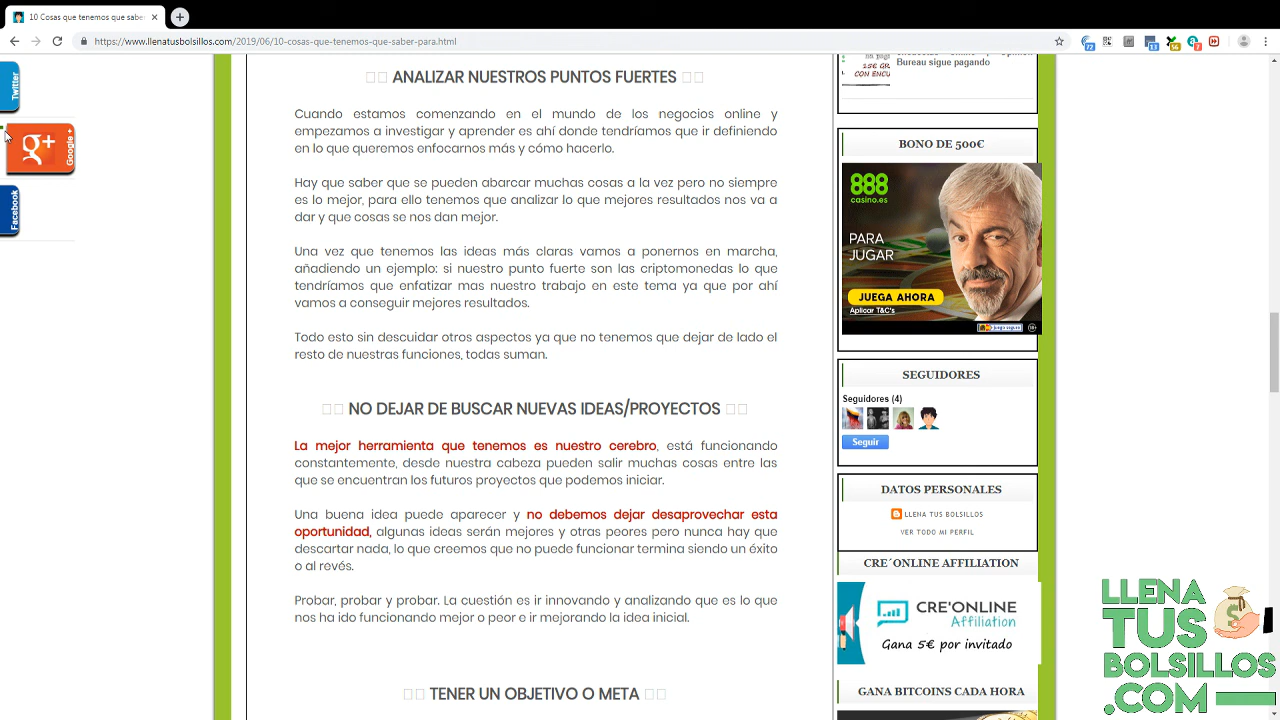 10 Cosas que tenemos que sabe
https://www.llenatusbolsillos.com/2019/06/10-cosas-que-tenemos-que-saber-para.html
Twitter
g+
Google +
Facebook
ANALIZAR NUESTROS PUNTOS FUERTES
Cuando estamos comenzando en el mundo de los negocios online y
empezamos a investigar y aprender es ahí donde tendríamos que ir definiendo
en lo que queremos enfocarnos más y cómo hacerlo.
Hay que saber que se pueden abarcar muchas cosas a la vez pero no siempre
es lo mejor, para ello tenemos que analizar lo que mejores resultados nos va a
dar y que cosas se nos dan mejor.
Una vez que tenemos las ideas más claras vamos a ponernos en marcha,
añadiendo un ejemplo: si nuestro punto fuerte son las criptomonedas lo que
tendríamos que enfatizar mas nuestro trabajo en este tema ya que por ahí
vamos a conseguir mejores resultados.
Todo esto sin descuidar otros aspectos ya que no tenemos que dejar de lado el
resto de nuestras funciones, todas suman.
NO DEJAR DE BUSCAR NUEVAS IDEAS/PROYECTOS
La mejor herramienta que tenemos es nuestro cerebro, está funcionando
constantemente, desde nuestra cabeza pueden salir muchas cosas entre las
que se encuentran los futuros proyectos que podemos iniciar.
Una buena idea puede aparecer y no debemos dejar desaprovechar esta
oportunidad, algunas ideas serán mejores y otras peores pero nunca hay que
descartar nada, lo que creemos que no puede funcionar termina siendo un éxito
o al revés.
Probar, probar y probar. La cuestión es ir innovando y analizando que es lo que
nos ha ido funcionando mejor o peor e ir mejorando la idea inicial.
TENER UN OBJETIVO O META
15€ GR
CON ENCU
Bureau sigue pagando
BONO DE 500€
888
casino.es
PARA
JUGAR
JUEGA AHORA
Aplicar T&C's
juego seguro
SEGUIDORES
Seguidores (4)
Seguir
DATOS PERSONALES
LLENA TUS BOLSILLOS
VER TODO MI PERFIL
CRE´ONLINE AFFILIATION
CRE'ONLINE
Affiliation
Gana 5€ por invitado
GANA BITCOINS CADA HORA
LLENA
TUS
BOLSILLOS
.COM